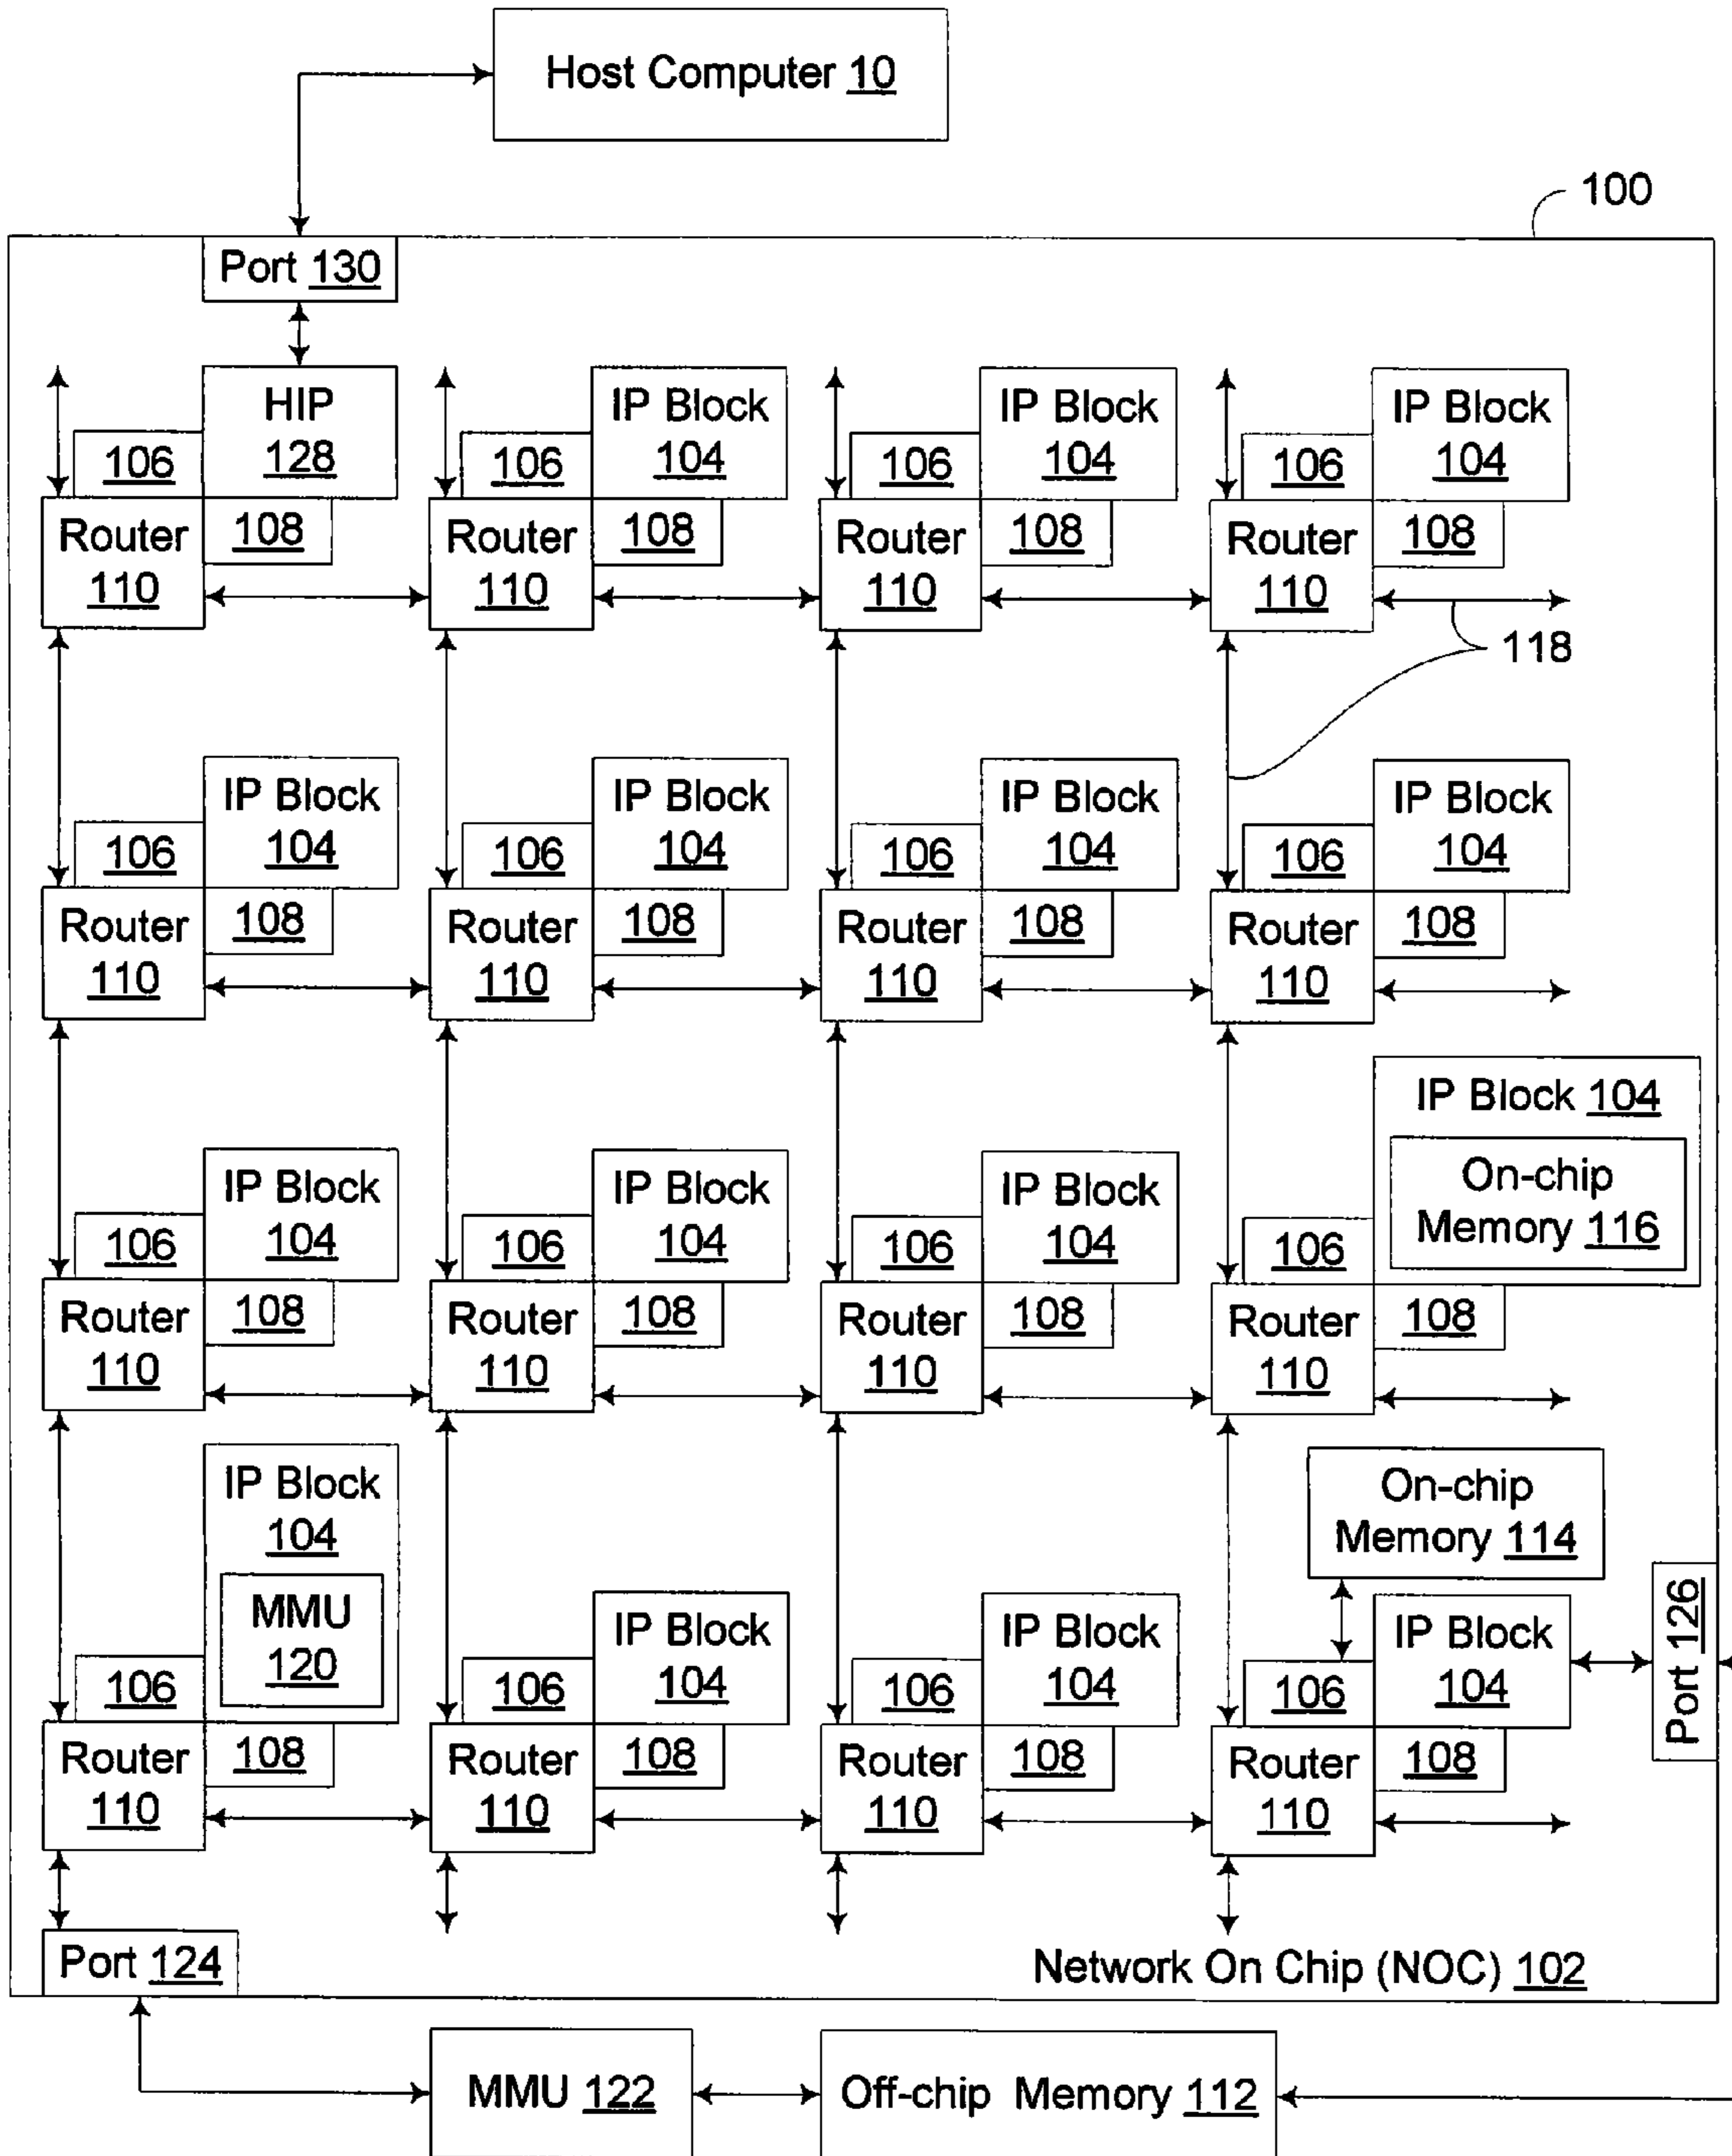 Host Computer 10
100
Port 130
HIP
128
106
108
Router
110
IP Block
104
106
108
Router
110
IP Block
104
106
108
Router
110
IP Block
104
106
108
Router
110
118
IP Block
104
106
108
Router
110
IP Block
104
106
108
Router
110
IP Block
104
106
108
Router
110
IP Block
104
106
108
Router
110
IP Block
104
106
108
Router
110
IP Block
104
106
108
Router
110
IP Block
104
106
108
Router
110
IP Block 104
On-chip
Memory 116
106
108
Router
110
IP Block
104
MMU
120
106
108
Router
110
IP Block
104
106
108
Router
110
IP Block
104
106
108
Router
110
On-chip
Memory 114
IP Block
104
106
108
Router
110
Port 126
Port 124
Network On Chip (NOC) 102
MMU 122
Off-chip Memory 112